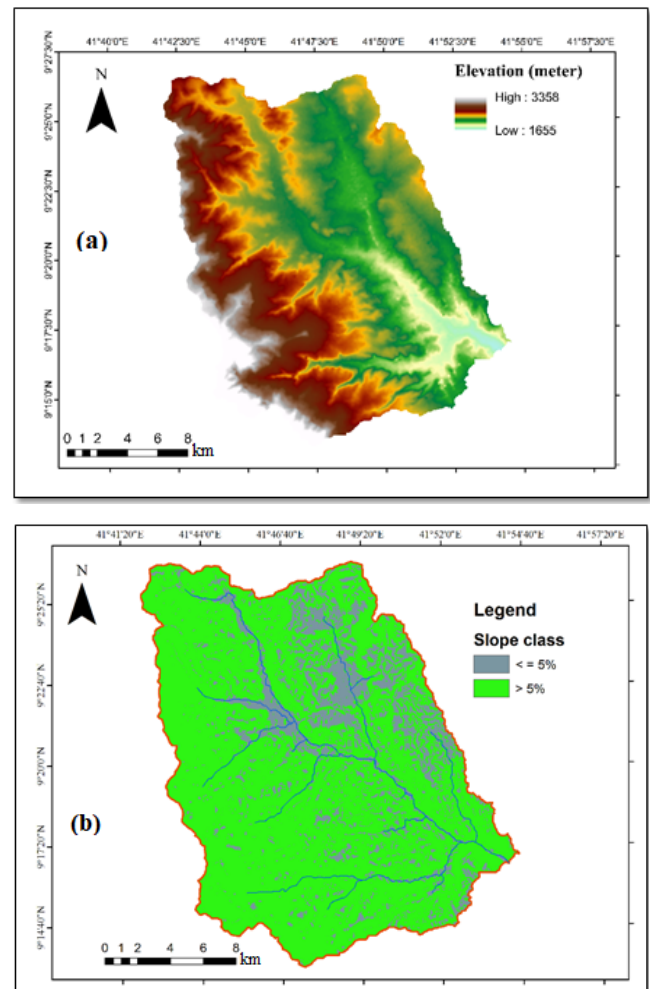 41°40'0"E 41°42'30"E 41°45'0"E 41°47'30"E 41°50'0"E 41°52'30"E 41°55'0"E 41°57'30"E
9°27'30"N
N
Elevation (meter)
High : 3358
Low : 1655
9°25'0"N
9°22'30"N
(a)
9°20'0"N
9°17'30"N
9°15'0"N
0 1 2 4 6 8
km
41°41'20"E 41°44'0"E 41°46'40"E 41°49'20"E 41°52'0"E 41°54'40"E 41°57'20"E
N
9°25'20"N
Legend
Slope class
< = 5%
> 5%
9°22'40"N
9°20'0"N
(b)
9°17'20"N
9°14'40"N
0 1 2 4 6 8
km